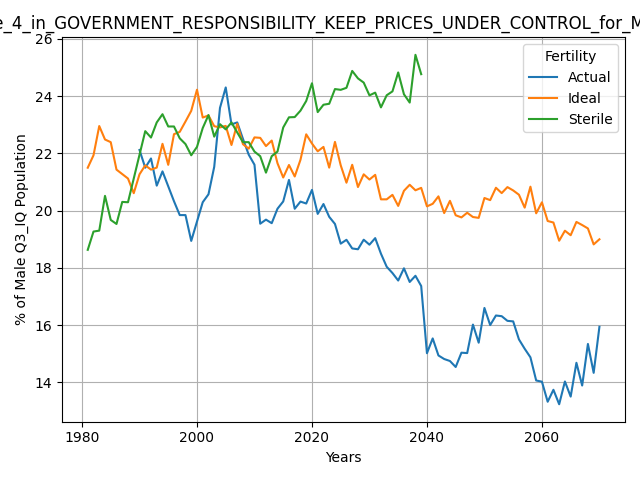 e_4_in_GOVERNMENT_RESPONSIBILITY_KEEP_PRICES_UNDER_CONTROL_for_M
26
24
22
20
18
16
14
% of Male Q3_IQ Population
Fertility
Actual
Ideal
Sterile
1980
2000
2020
2040
2060
Years